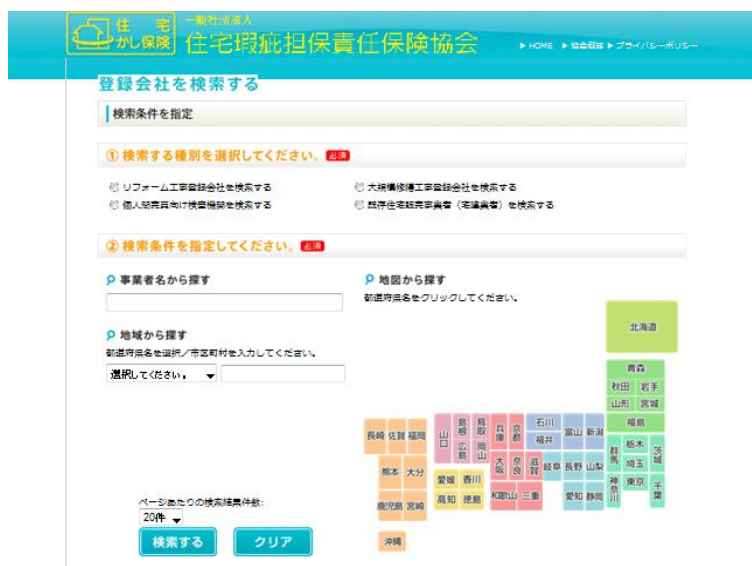 住宅
かし保険
一般社団法人
住宅瑕疵担保責任保険協会
▶HOME ▶協会概要 ▶プライバシーポリシー
登録会社を検索する
検索条件を指定
① 検索する種別を選択してください。 必須
リフォーム工事登録会社を検索する 大規模修繕工事登録会社を検索する
個人間売買向け検査機関を検索する 既存住宅販売事業者（宅建業者）を検索する
② 検索条件を指定してください。 必須
事業者名から探す
地域から探す
都道府県名を選択／市区町村を入力してください。
選択してください。
ページあたりの検索結果件数:
20件
検索する クリア
地図から探す
都道府県名をクリックしてください。
北海道
青森
秋田 岩手
山形 宮城
福島
長崎 佐賀 福岡 山口 島根 鳥取 兵庫 京都 石川 富山 新潟 群馬 栃木 茨城
広島 岡山 福井
熊本 大分 愛媛 香川 大阪 奈良 滋賀 岐阜 長野 山梨 埼玉
鹿児島 宮崎 高知 徳島 和歌山 三重 愛知 静岡 神奈川 東京 千葉
沖縄